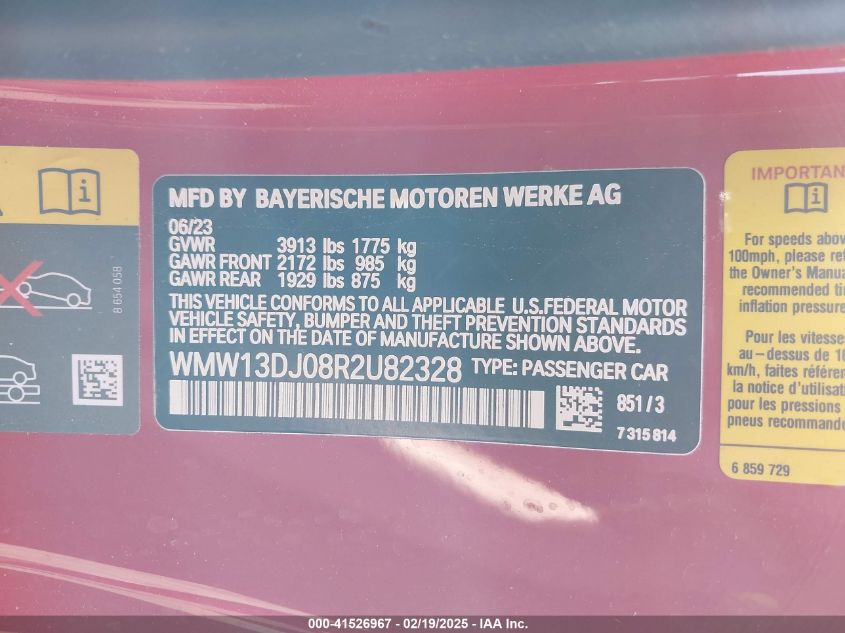 MFD BY BAYERISCHE MOTOREN WERKE AG
06/23
GVWR 3913 lbs 1775 kg
GAWR FRONT 2172 lbs 985 kg
GAWR REAR 1929 lbs 875 kg
THIS VEHICLE CONFORMS TO ALL APPLICABLE U.S.FEDERAL MOTOR
VEHICLE SAFETY, BUMPER AND THEFT PREVENTION STANDARDS
IN EFFECT ON THE DATE OF MANUFACTURE SHOWN ABOVE.
WMW13DJ08R2U82328 TYPE: PASSENGER CAR
851/3
7 315 814
8 654 058
IMPORTAN
For speeds above
100mph, please ref
the Owner's Manua
recommended ti
inflation pressure
Pour les vitesse
au-dessus de 1
km/h, faites référe
la notice d'utilisat
pour les pressions
pneus recommandé
6 859 729
000-41526967 - 02/19/2025 - IAA Inc.